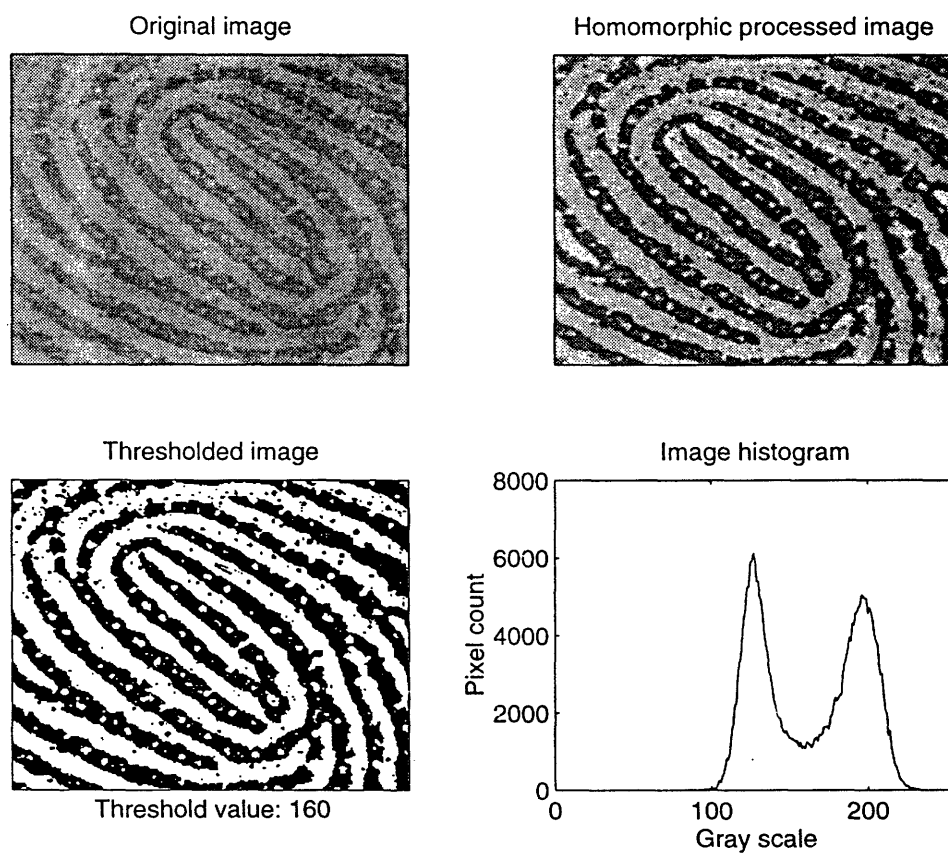 Original image
Homomorphic processed image
Thresholded image
Threshold value: 160
Image histogram
8000
6000
4000
2000
0
Pixel count
0 100 200
Gray scale